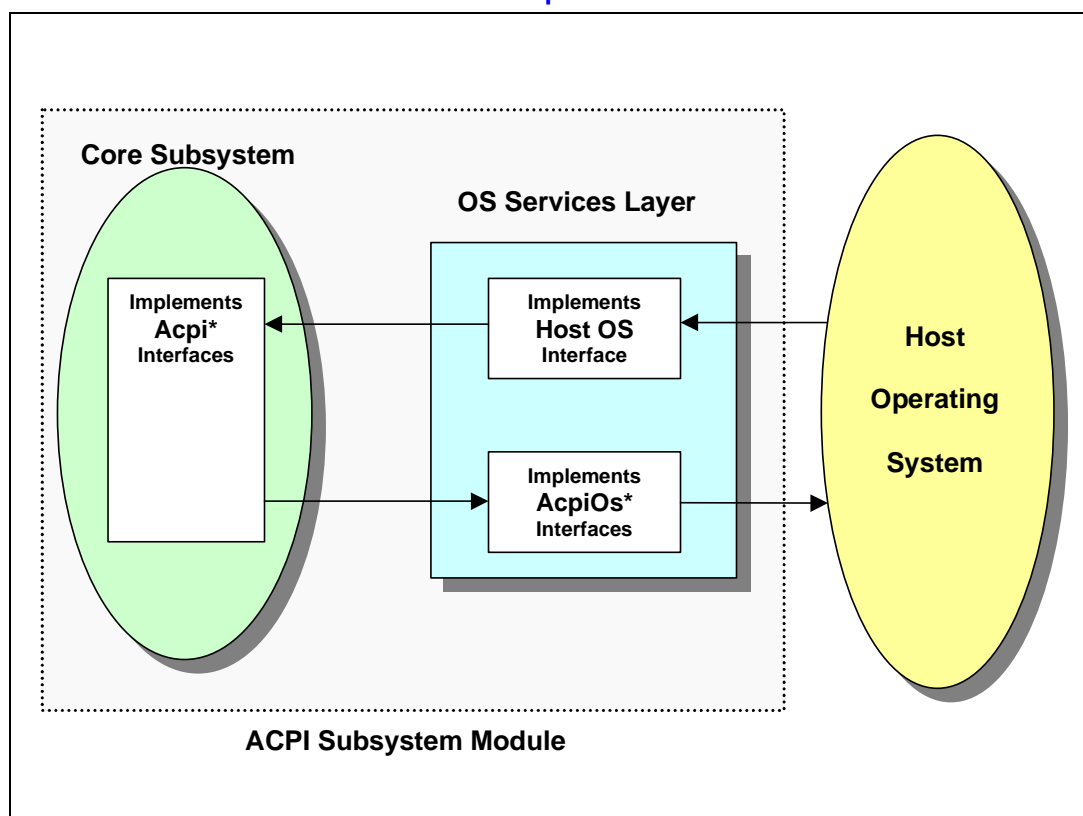 Core Subsystem
OS Services Layer
Implements
Acpi*
Interfaces
Implements
Host OS
Interface
Implements
AcpiOs*
Interfaces
Host
Operating
System
ACPI Subsystem Module